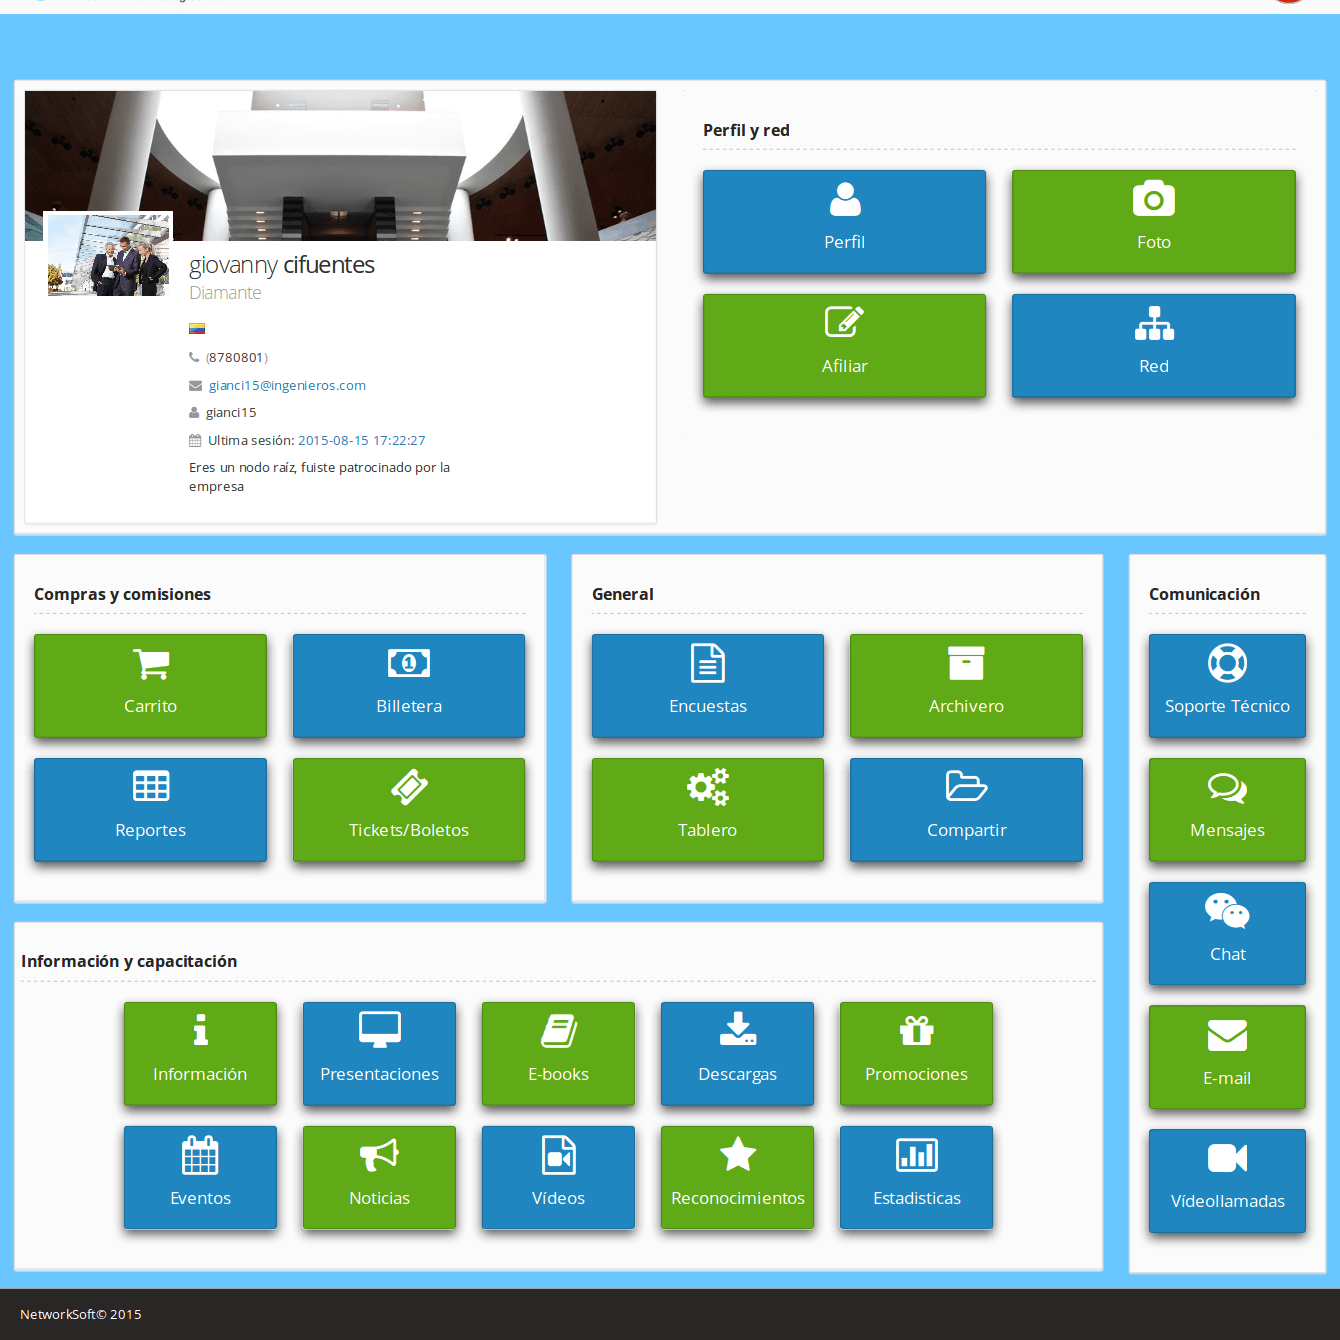 Perfil y red
Perfil
Foto
Afiliar
Red
giovanny cifuentes
Diamante
(8780801)
gianci15@ingenieros.com
gianci15
Ultima sesión: 2015-08-15 17:22:27
Eres un nodo raíz, fuiste patrocinado por la
empresa
Compras y comisiones
Carrito
Billetera
Reportes
Tickets/Boletos
General
Encuestas
Archivero
Tablero
Compartir
Comunicación
Soporte Técnico
Mensajes
Chat
E-mail
Vídeollamadas
Información y capacitación
Información
Presentaciones
E-books
Descargas
Promociones
Eventos
Noticias
Vídeos
Reconocimientos
Estadisticas
NetworkSoft© 2015